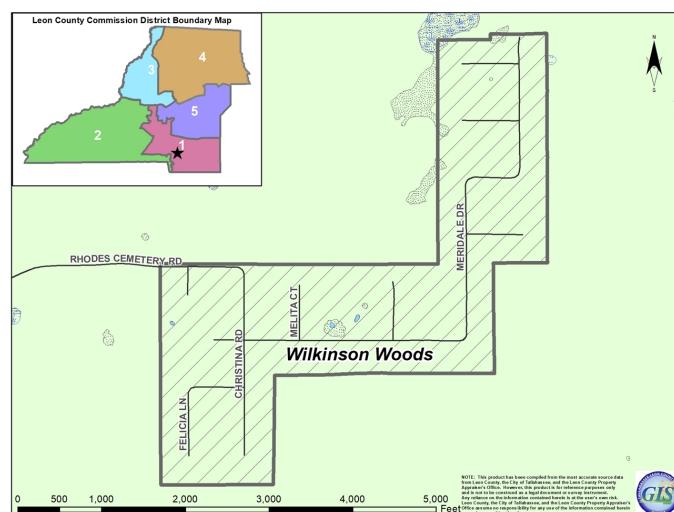 Leon County Commission District Boundary Map
4
3
5
2
1
N
S
RHODES CEMETERY RD
MERIDALE DR
MELITA CT
CHRISTINA RD
Wilkinson Woods
FELICIA LN
0 500 1,000 2,000 3,000 4,000 5,000
Feet
NOTE: This product has been compiled from the most accurate source data
from Leon County, the City of Tallahassee, and the Leon County Property
Appraiser's Office. However, this product is for reference purposes only
and is not to be construed as a legal document or survey instrument.
Any reliance on the information contained herein is at the user's own risk.
Leon County, the City of Tallahassee, and the Leon County Property Appraiser's
Office assume no responsibility for any use of the information contained herein
GIS